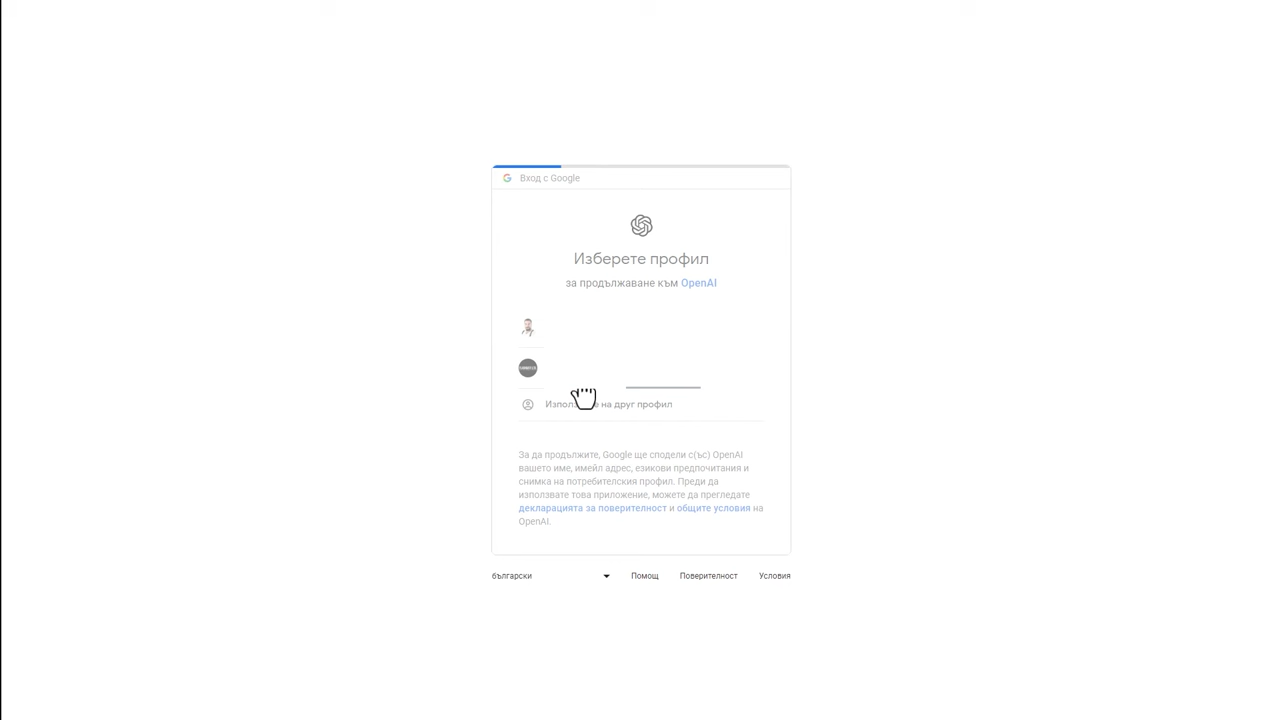 Вход с Google
Изберете профил
за продължаване към OpenAI
на друг профил
За да продължите, Google ще сподели с(ъс) OpenAI
вашето име, имейл адрес, езикови предпочитания и
снимка на потребителския профил. Преди да
използвате това приложение, можете да прегледате
декларацията за поверителност и общите условия на
OpenAI.
български
Помощ
Поверителност
Условия